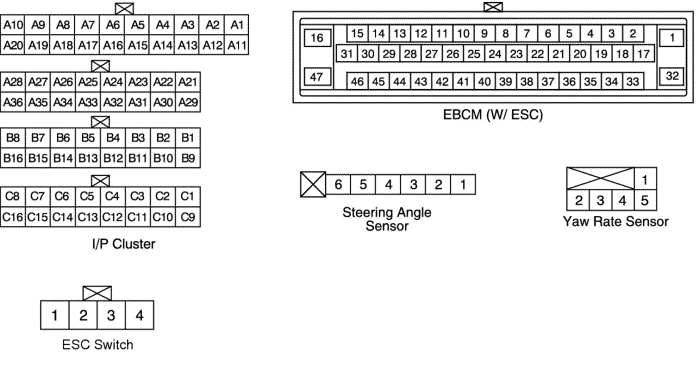 A10 A9 A8 A7 A6 A5 A4 A3 A2 A1
A20 A19 A18 A17 A16 A15 A14 A13 A12 A11
A28 A27 A26 A25 A24 A23 A22 A21
A36 A35 A34 A33 A32 A31 A30 A29
B8 B7 B6 B5 B4 B3 B2 B1
B16 B15 B14 B13 B12 B11 B10 B9
C8 C7 C6 C5 C4 C3 C2 C1
C16 C15 C14 C13 C12 C11 C10 C9
I/P Cluster
16 15 14 13 12 11 10 9 8 7 6 5 4 3 2 1
31 30 29 28 27 26 25 24 23 22 21 20 19 18 17
47 46 45 44 43 42 41 40 39 38 37 36 35 34 33 32
EBCM (W/ ESC)
6 5 4 3 2 1
Steering Angle
Sensor
1
2 3 4 5
Yaw Rate Sensor
1 2 3 4
ESC Switch